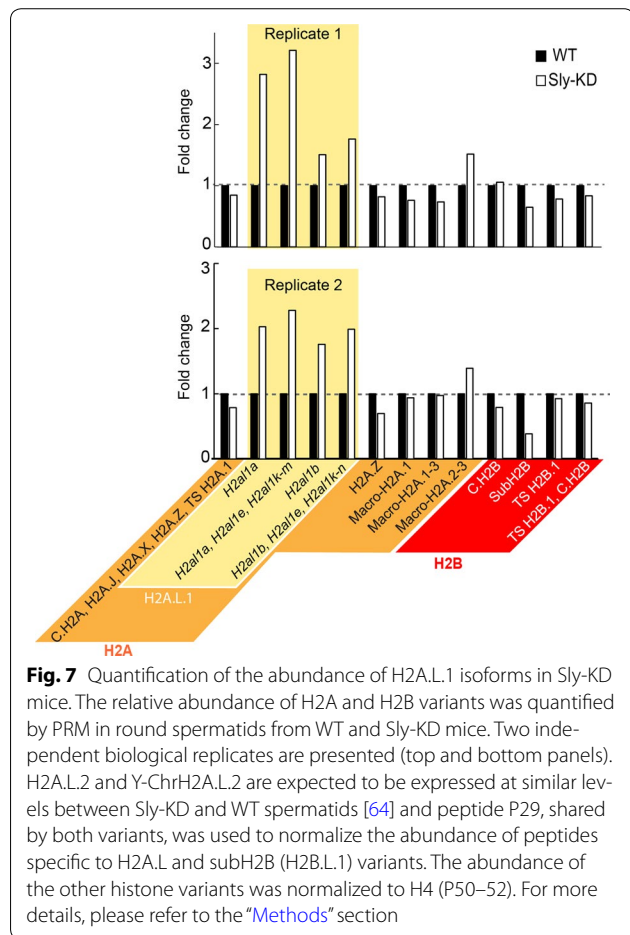 Replicate 1
WT
Sly-KD
Fold change
3
2
1
0
Replicate 2
Fold change
3
2
1
0
C.H2A, H2A.J, H2A.X, H2A.Z, TS H2A.1
H2al1a
H2al1a, H2al1e, H2al1k-m
H2al1b
H2al1b, H2al1e, H2al1k-n
H2A.Z
Macro-H2A.1
Macro-H2A.1-3
Macro-H2A.2-3
C.H2B
SubH2B
TS H2B.1
TS H2B.1, C.H2B
H2A.L.1
H2A
H2B
Fig. 7 Quantification of the abundance of H2A.L.1 isoforms in Sly-KD
mice. The relative abundance of H2A and H2B variants was quantified
by PRM in round spermatids from WT and Sly-KD mice. Two inde-
pendent biological replicates are presented (top and bottom panels).
H2A.L.2 and Y-ChrH2A.L.2 are expected to be expressed at similar lev-
els between Sly-KD and WT spermatids [64] and peptide P29, shared
by both variants, was used to normalize the abundance of peptides
specific to H2A.L and subH2B (H2B.L.1) variants. The abundance of
the other histone variants was normalized to H4 (P50–52). For more
details, please refer to the “Methods” section